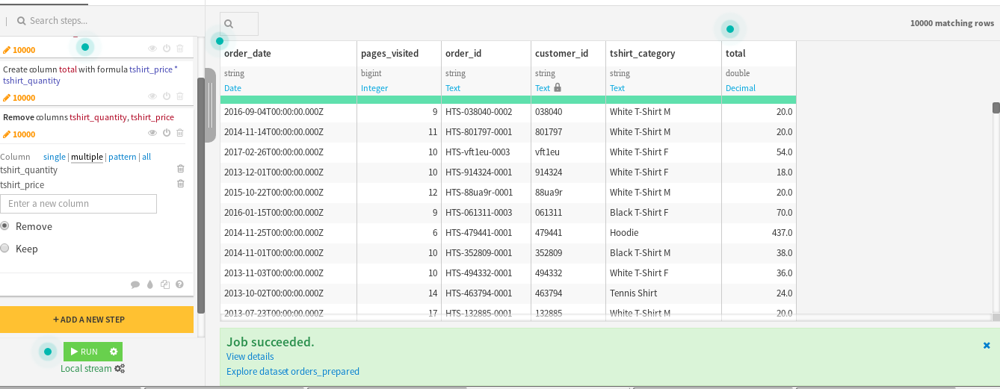 Search steps...
10000
Create column total with formula tshirt_price *
tshirt_quantity
10000
Remove columns tshirt_quantity, tshirt_price
10000
Column single | multiple | pattern | all
tshirt_quantity
tshirt_price
Enter a new column
Remove
Keep
+ ADD A NEW STEP
RUN
Local stream
10000 matching rows
order_date pages_visited order_id customer_id tshirt_category total
string bigint string string string double
Date Integer Text Text Text Decimal
2016-09-04T00:00:00.000Z 9 HTS-038040-0002 038040 White T-Shirt M 20.0
2014-11-14T00:00:00.000Z 11 HTS-801797-0001 801797 White T-Shirt M 20.0
2017-02-26T00:00:00.000Z 10 HTS-vft1eu-0003 vft1eu White T-Shirt F 54.0
2013-12-01T00:00:00.000Z 10 HTS-914324-0001 914324 White T-Shirt F 18.0
2015-10-22T00:00:00.000Z 12 HTS-88ua9r-0001 88ua9r White T-Shirt M 20.0
2016-01-15T00:00:00.000Z 9 HTS-061311-0003 061311 Black T-Shirt F 70.0
2014-11-25T00:00:00.000Z 6 HTS-479441-0001 479441 Hoodie 437.0
2014-11-01T00:00:00.000Z 10 HTS-352809-0001 352809 Black T-Shirt M 38.0
2013-11-03T00:00:00.000Z 10 HTS-494332-0001 494332 White T-Shirt F 36.0
2013-10-02T00:00:00.000Z 14 HTS-463794-0001 463794 Tennis Shirt 24.0
2013-07-23T00:00:00.000Z 17 HTS-132885-0001 132885 White T-Shirt M 20.0
Job succeeded.
View details
Explore dataset orders_prepared